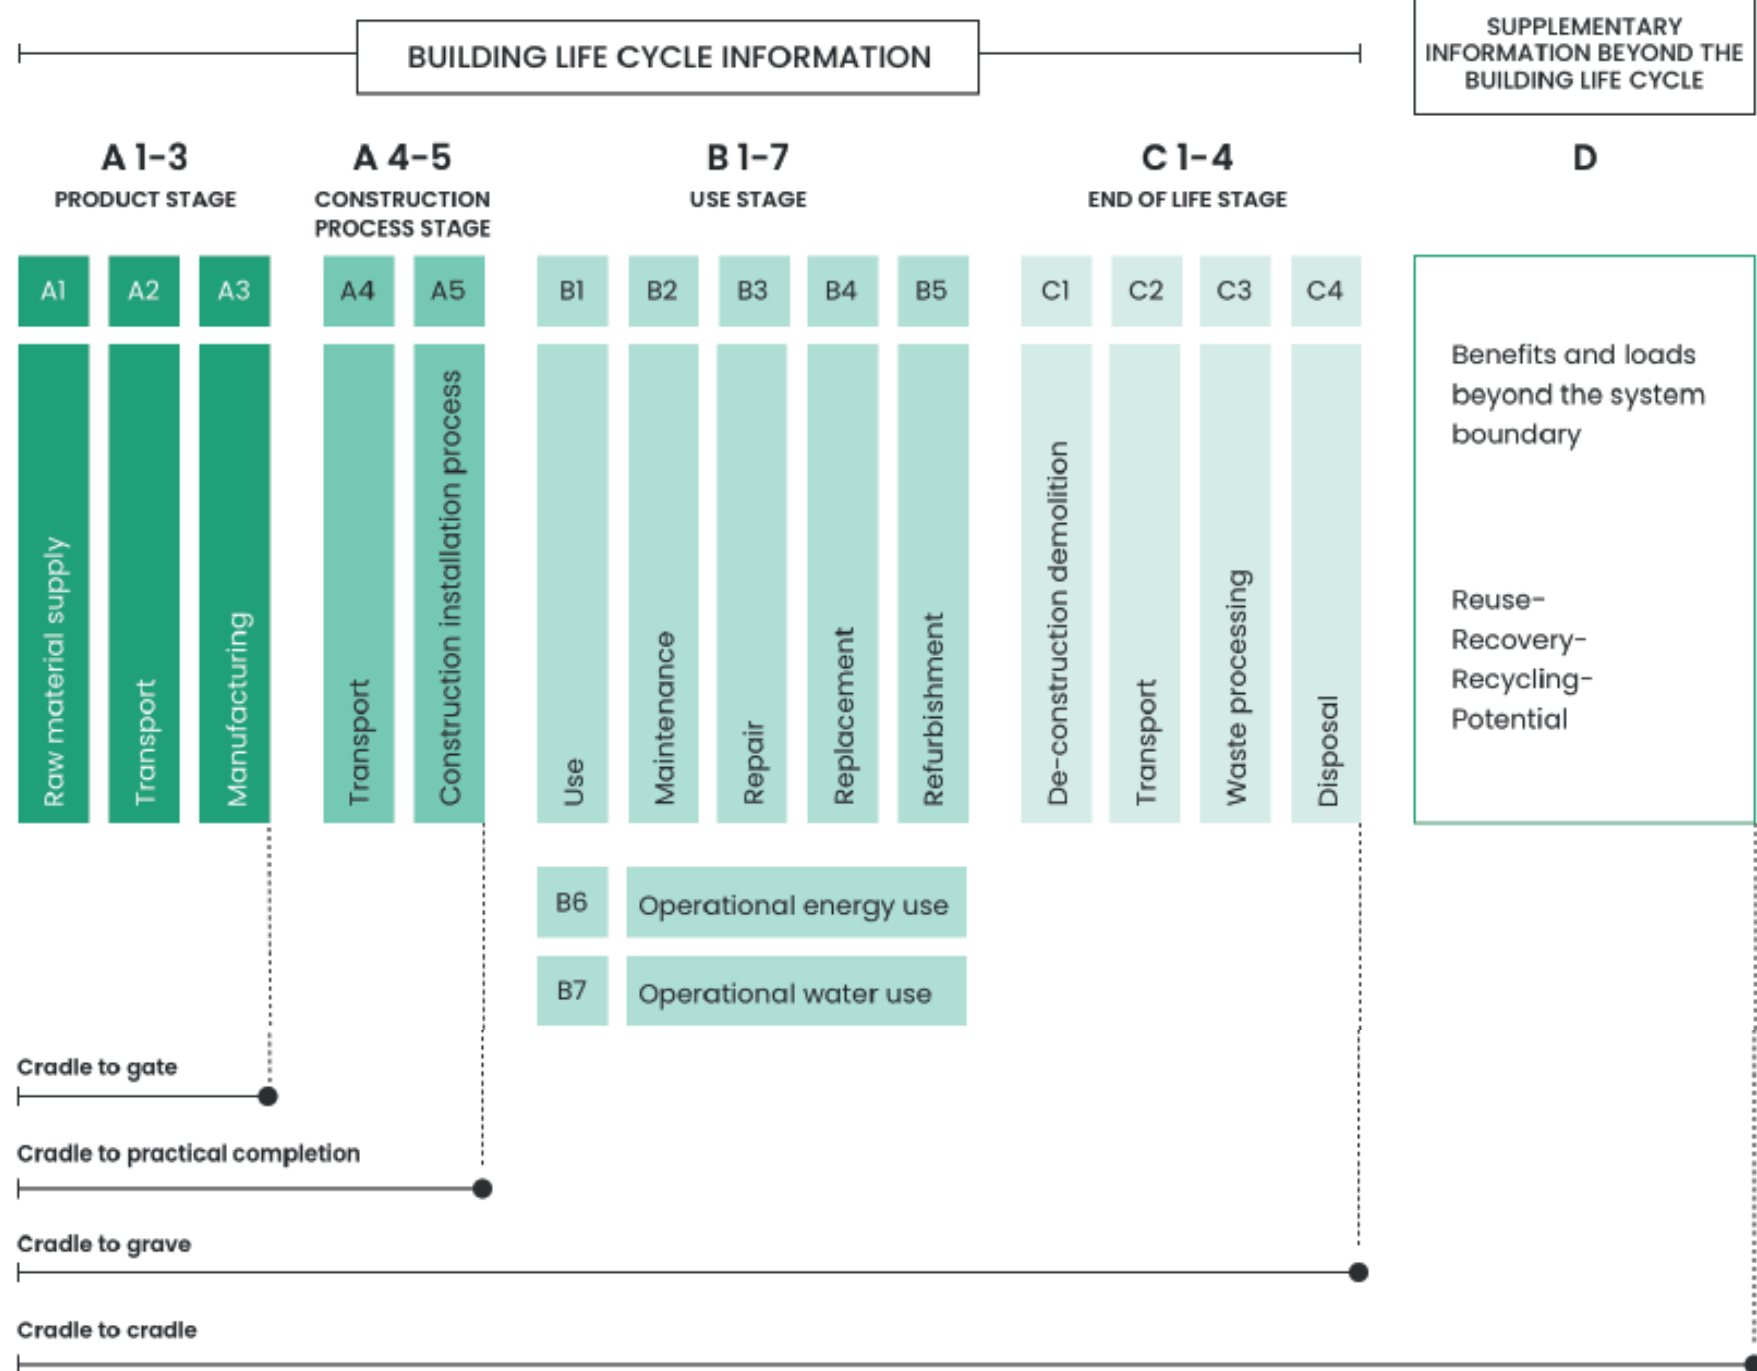 BUILDING LIFE CYCLE INFORMATION
SUPPLEMENTARY
INFORMATION BEYOND THE
BUILDING LIFE CYCLE
A 1-3
PRODUCT STAGE
A 4-5
CONSTRUCTION
PROCESS STAGE
B 1-7
USE STAGE
C 1-4
END OF LIFE STAGE
D
A1
A2
A3
A4
A5
B1
B2
B3
B4
B5
C1
C2
C3
C4
Raw material supply
Transport
Manufacturing
Transport
Construction installation process
Use
Maintenance
Repair
Replacement
Refurbishment
De-construction demolition
Transport
Waste processing
Disposal
Benefits and loads
beyond the system
boundary
Reuse-
Recovery-
Recycling-
Potential
B6
Operational energy use
B7
Operational water use
Cradle to gate
Cradle to practical completion
Cradle to grave
Cradle to cradle